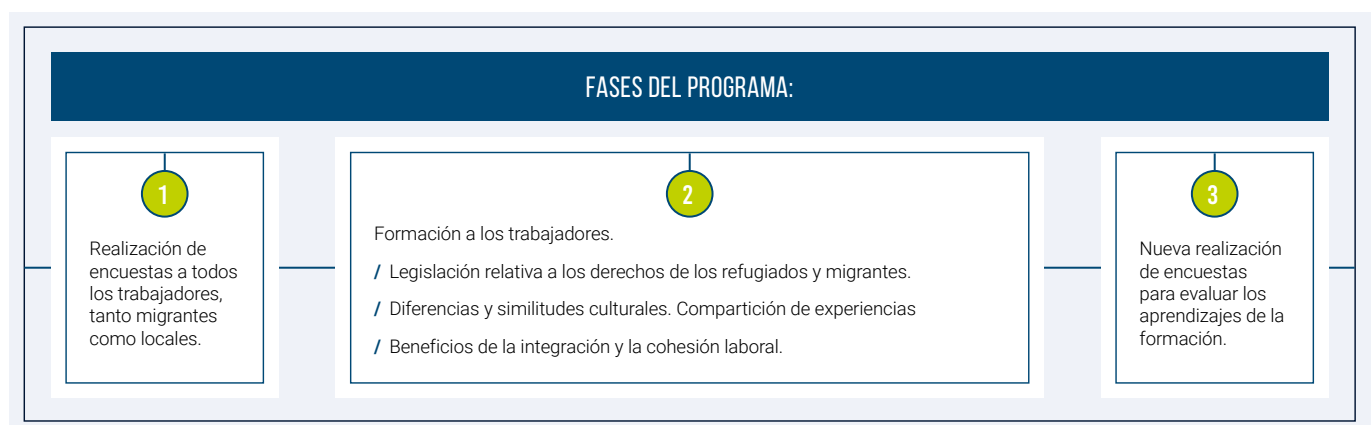 FASES DEL PROGRAMA:
1
Realización de
encuestas a todos
los trabajadores,
tanto migrantes
como locales.
2
Formación a los trabajadores.
/ Legislación relativa a los derechos de los refugiados y migrantes.
/ Diferencias y similitudes culturales. Compartición de experiencias
/ Beneficios de la integración y la cohesión laboral.
3
Nueva realización
de encuestas
para evaluar los
aprendizajes de la
formación.